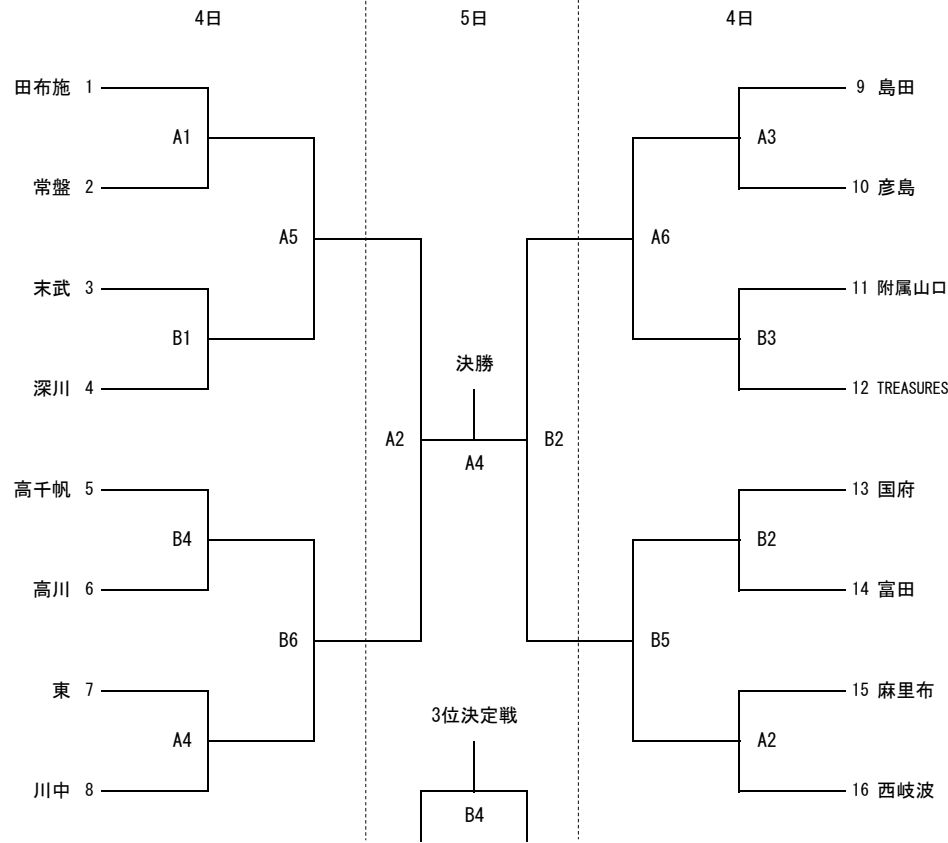 4日
5日
4日
田布施 1
A1
常盤 2
A5
末武 3
B1
深川 4
A2
高千帆 5
B4
高川 6
B6
東 7
A4
川中 8
決勝
A4
3位決定戦
B4
9 島田
A3
10 彦島
A6
11 附属山口
B3
12 TREASURES
B2
13 国府
B2
14 富田
B5
15 麻里布
A2
16 西岐波